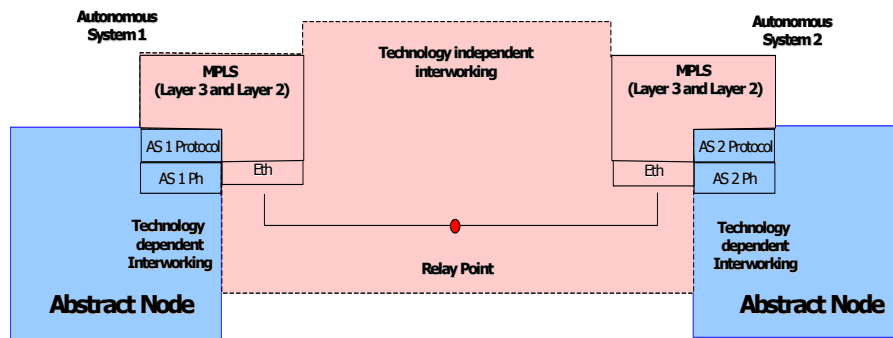 Autonomous
System 1
Autonomous
System 2
Technology independent
interworking
MPLS
(Layer 3 and Layer 2)
MPLS
(Layer 3 and Layer 2)
AS 1 Protocol
AS 2 Protocol
AS 1 Ph
Eth
Eth
AS 2 Ph
Technology
dependent
Interworking
Technology
dependent
Interworking
Relay Point
Abstract Node
Abstract Node